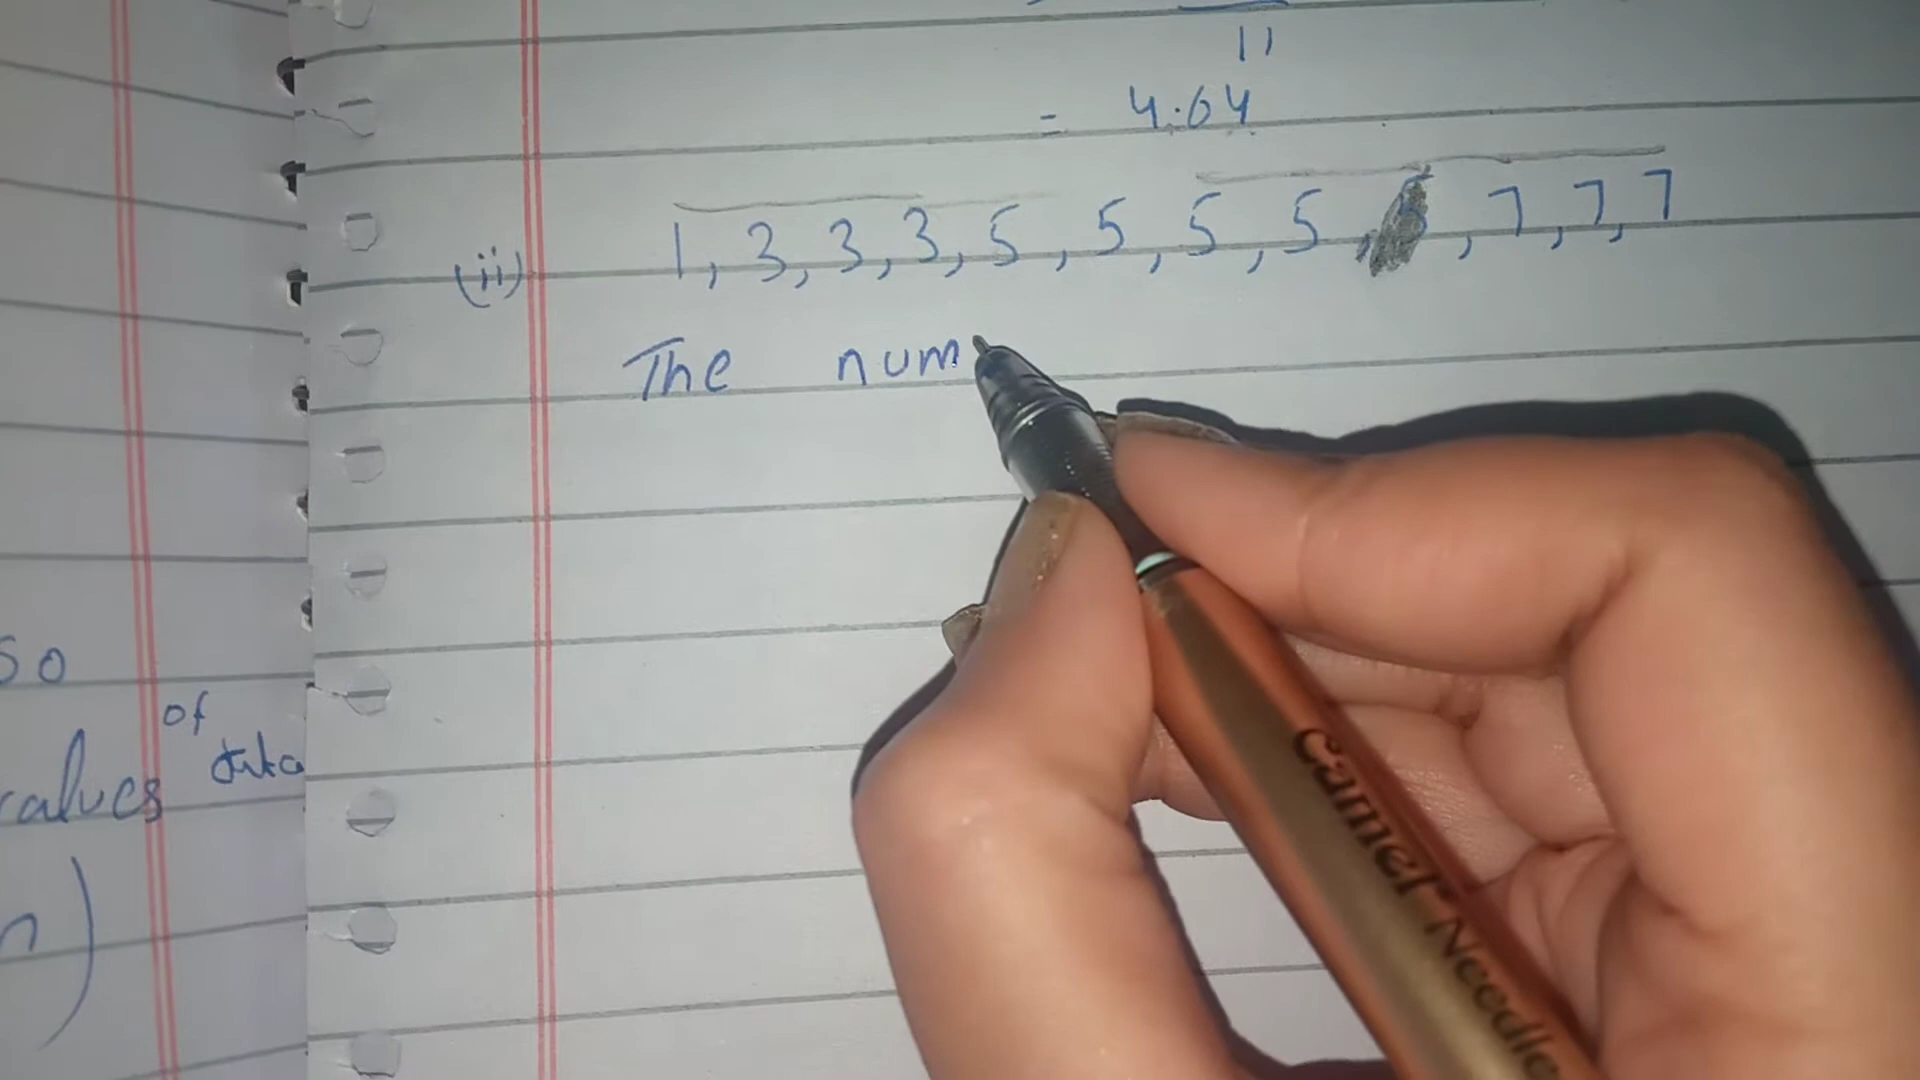 11
= 4.64
(ii) 1, 3, 3, 3, 5, 5, 5, 5, , 7, 7, 7
The num
50
values of data
n)
Camel Needle